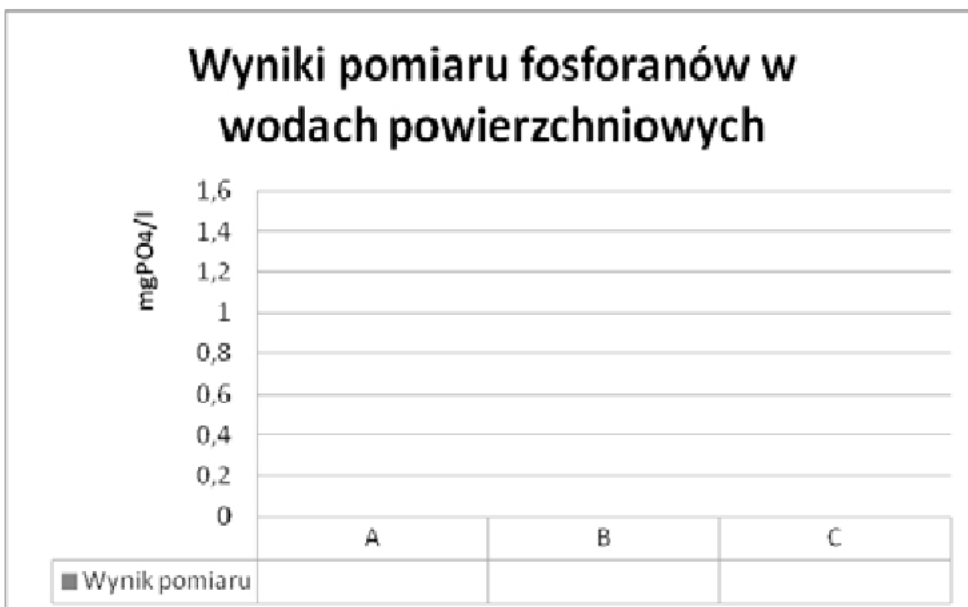 Wyniki pomiaru fosforanów w
wodach powierzchniowych
mgPO4/l
1,6
1,4
1,2
1
0,8
0,6
0,4
0,2
0
A B C
Wynik pomiaru